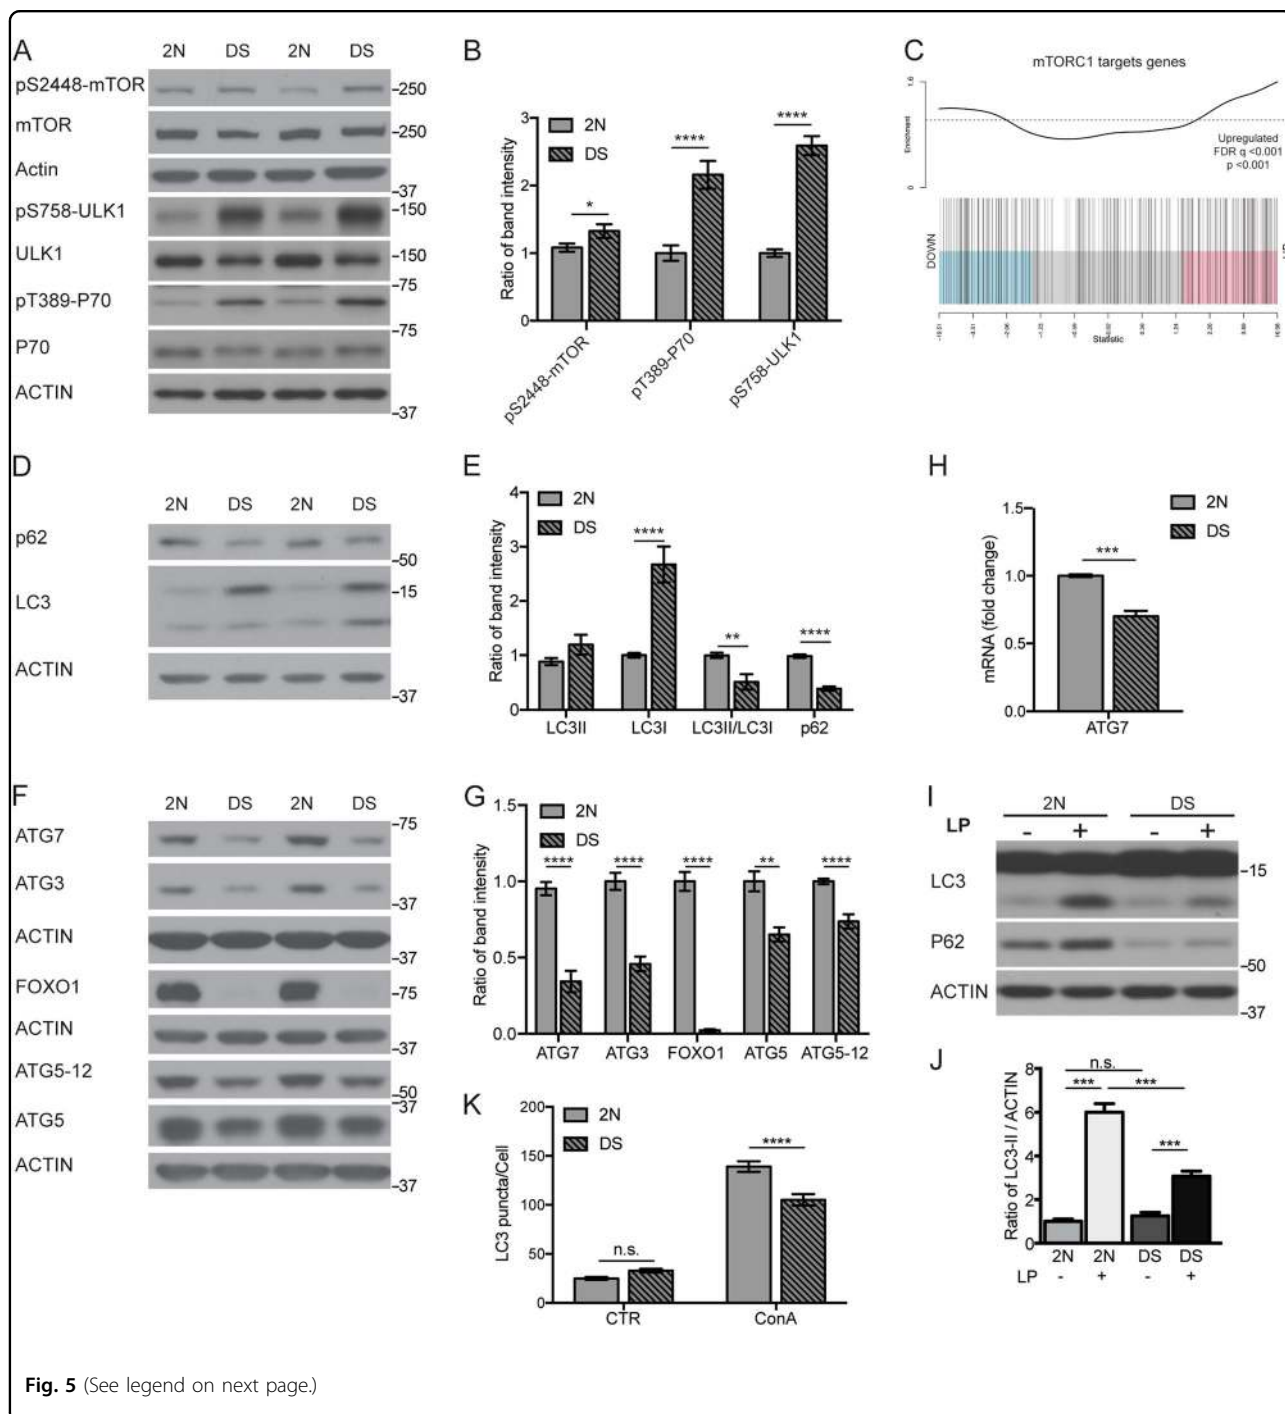 A
2N DS 2N DS
pS2448-mTOR
-250
mTOR
-250
Actin
-37
pS758-ULK1
-150
ULK1
-150
-75
pT389-P70
P70
-75
ACTIN
-37
B
2N
DS
Ratio of band intensity
0 1 2 3
* **** ****
pS2448-mTOR
pT389-P70
pS758-ULK1
C
mTORC1 targets genes
1.6
Enrichment
0
Upregulated
FDR q <0.001
p <0.001
DOWN
Statistic
D
2N DS 2N DS
p62
-50
LC3
-15
ACTIN
-37
E
2N
DS
Ratio of band intensity
0 1 2 3 4
**** ** ****
LC3II LC3I LC3II/LC3I p62
H
2N
DS
mRNA (fold change)
0.0 0.5 1.0 1.5
***
ATG7
F
2N DS 2N DS
ATG7
-75
ATG3
-37
ACTIN
-37
FOXO1
-75
ACTIN
-37
ATG5-12
-50
-37
ATG5
ACTIN
-37
G
2N
DS
Ratio of band intensity
0.0 0.5 1.0 1.5
**** **** **** ** ****
ATG7 ATG3 FOXO1 ATG5 ATG5-12
I
2N DS
LP - + - +
LC3
-15
P62
-50
ACTIN
-37
J
Ratio of LC3-II / ACTIN
0 2 4 6 8
n.s.
*** *** ***
2N 2N DS DS
LP - + - +
K
2N
DS
LC3 puncta/Cell
0 50 100 150 200
n.s. ****
CTR ConA
Fig. 5 (See legend on next page.)